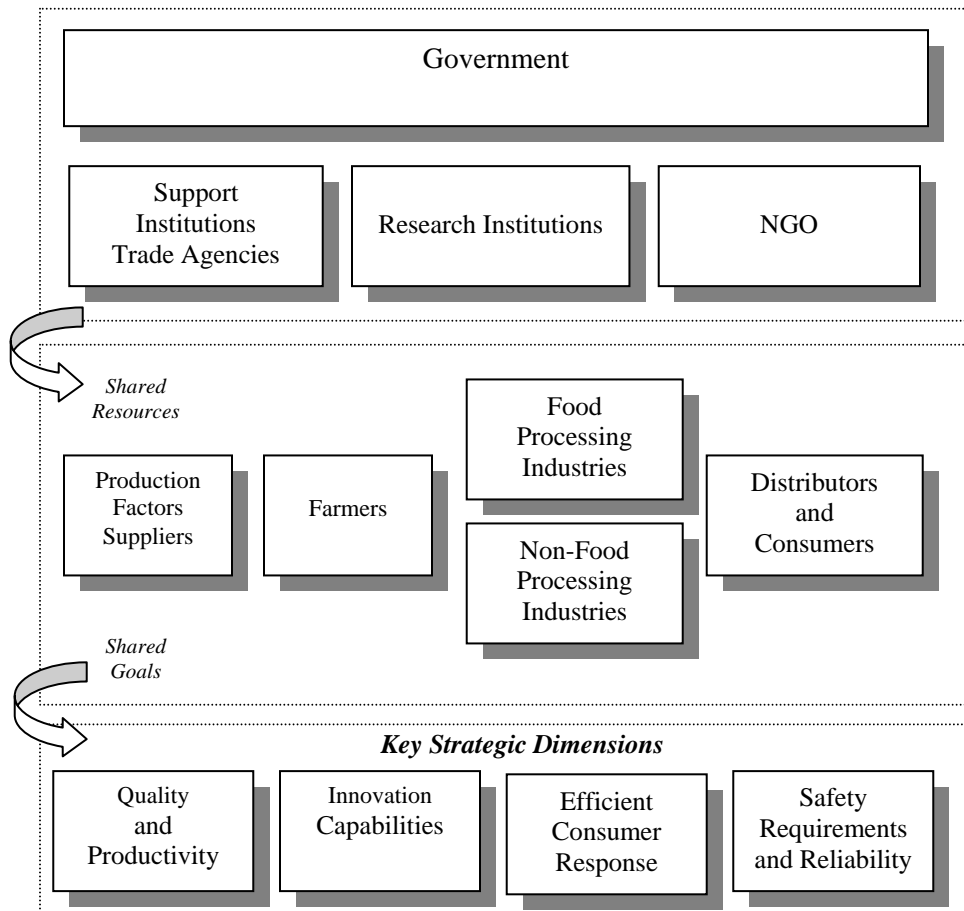 Government
Support
Institutions
Trade Agencies
Research Institutions
NGO
Shared
Resources
Production
Factors
Suppliers
Farmers
Food
Processing
Industries
Non-Food
Processing
Industries
Distributors
and
Consumers
Shared
Goals
Key Strategic Dimensions
Quality
and
Productivity
Innovation
Capabilities
Efficient
Consumer
Response
Safety
Requirements
and Reliability